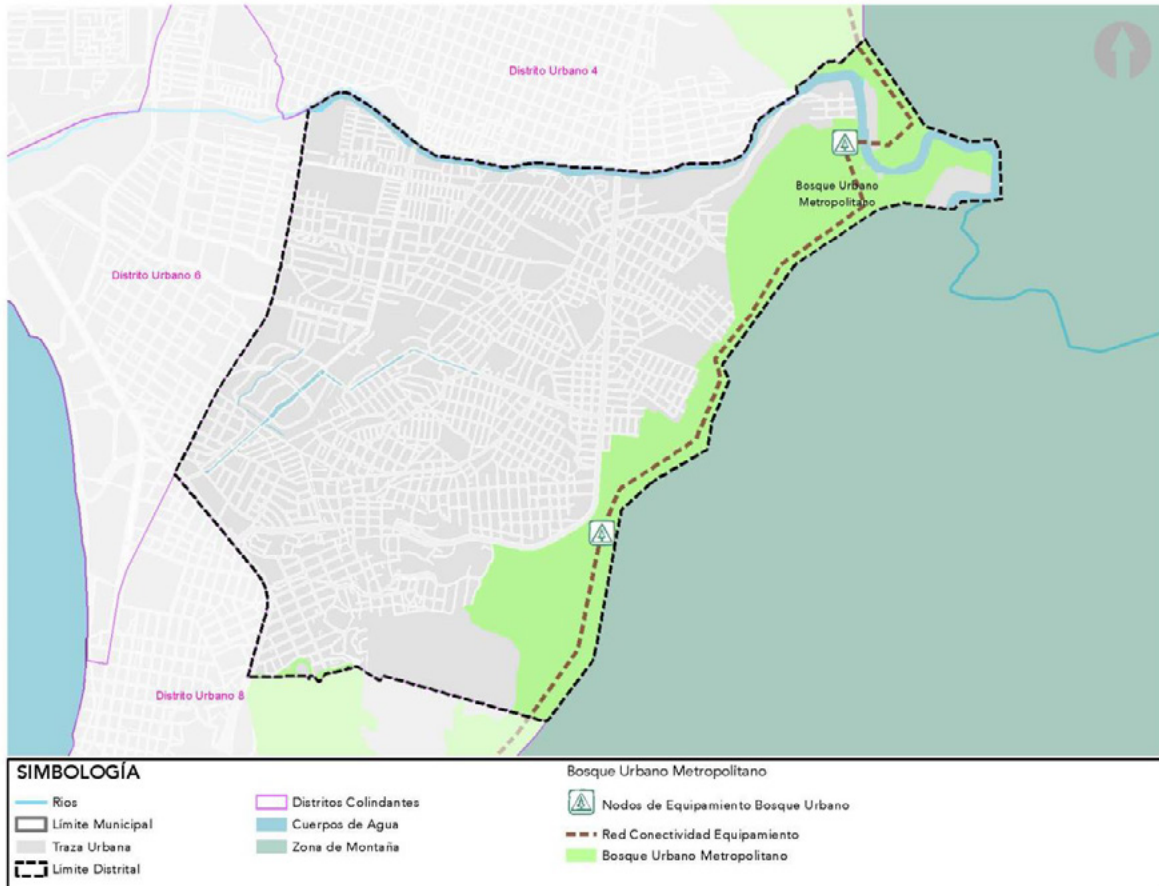 Distrito Urbano 4
Bosque Urbano
Metropolitano
Distrito Urbano 6
Distrito Urbano 8
SIMBOLOGÍA
Rios
Límite Municipal
Traza Urbana
Límite Distrital
Distritos Colindantes
Cuerpos de Agua
Zona de Montaña
Bosque Urbano Metropolitano
Nodos de Equipamiento Bosque Urbano
Red Conectividad Equipamiento
Bosque Urbano Metropolitano